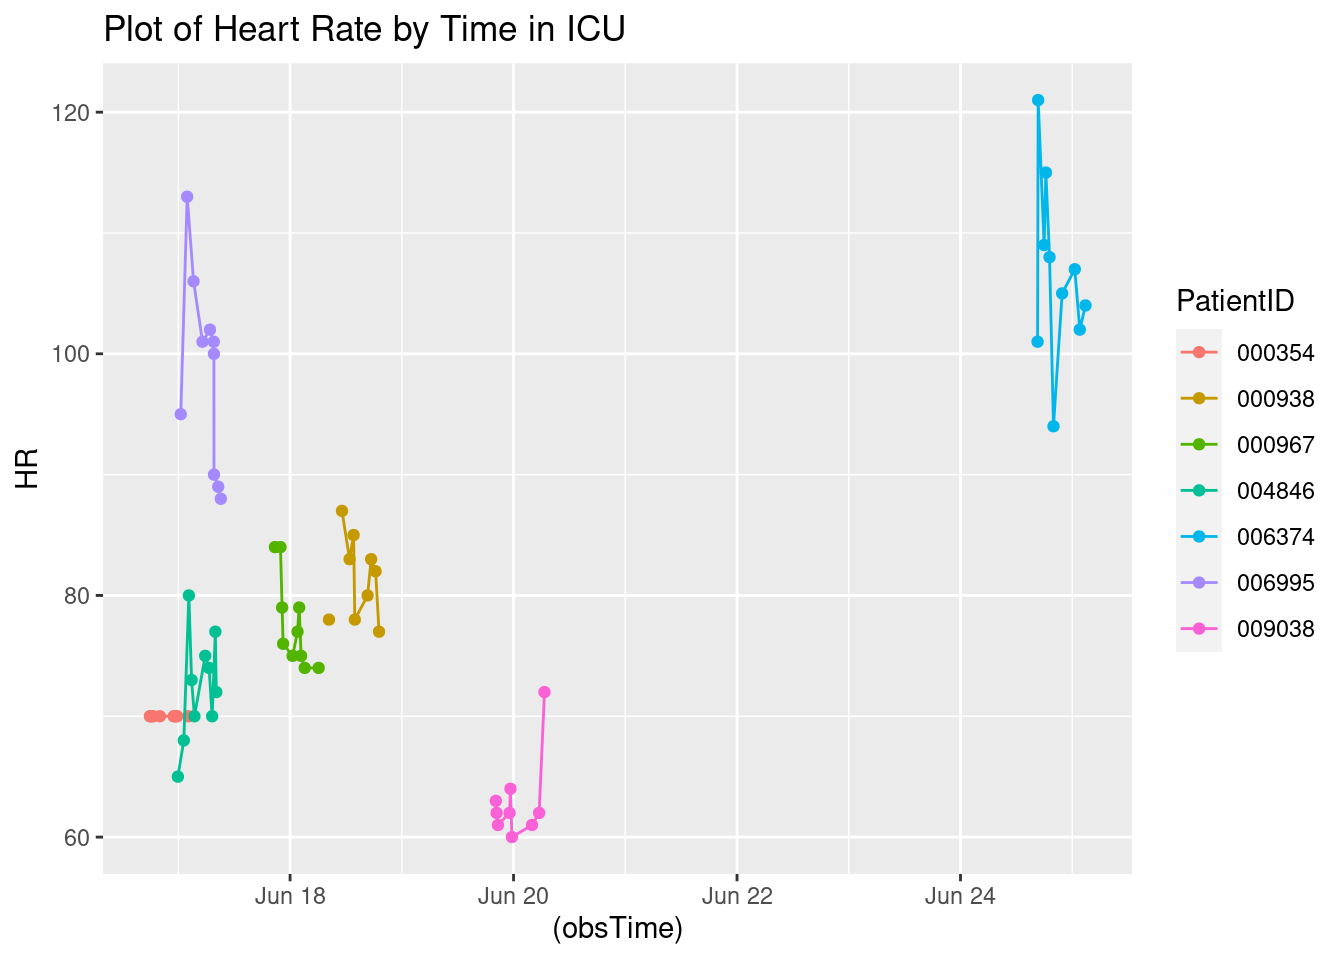 Plot of Heart Rate by Time in ICU
120
100
80
60
HR
Jun 18
Jun 20
Jun 22
Jun 24
(obsTime)
PatientID
000354
000938
000967
004846
006374
006995
009038